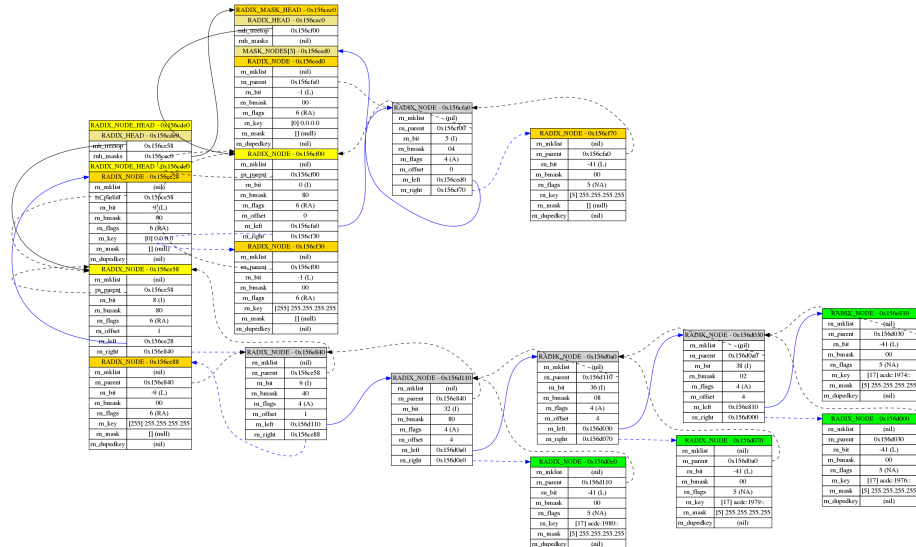 RADIX_MASK_HEAD - 0x156cec0
RADIX_HEAD - 0x156cec0
rnh_treetop 0x156cf00
rnh_masks (nil)
MASK_NODES[3] - 0x156ced0
RADIX_NODE - 0x156ced0
rn_mklist (nil)
rn_parent 0x156cfa0
rn_bit -1 (L)
rn_bmask 00
rn_flags 6 (RA)
rn_key [0] 0.0.0.0
rn_mask [] (null)
rn_dupedkey (nil)
RADIX_NODE - 0x156cf00
rn_mklist (nil)
rn_parent 0x156cf00
rn_bit 0 (I)
rn_bmask 80
rn_flags 6 (RA)
rn_offset 0
rn_left 0x156cfa0
rn_right 0x156cf30
RADIX_NODE - 0x156cf30
rn_mklist (nil)
rn_parent 0x156cf00
rn_bit -1 (L)
rn_bmask 00
rn_flags 6 (RA)
rn_key [255] 255.255.255.255
rn_mask [] (null)
rn_dupedkey (nil)
RADIX_NODE - 0x156cfa0
rn_mklist (nil)
rn_parent 0x156cf00
rn_bit 5 (I)
rn_bmask 04
rn_flags 4 (A)
rn_offset 0
rn_left 0x156ced0
rn_right 0x156cf70
RADIX_NODE - 0x156cf70
rn_mklist (nil)
rn_parent 0x156cfa0
rn_bit -41 (L)
rn_bmask 00
rn_flags 5 (NA)
rn_key [5] 255.255.255.255
rn_mask [] (null)
rn_dupedkey (nil)
RADIX_NODE_HEAD - 0x156cde0
RADIX_HEAD - 0x156cde0
rnh_treetop 0x156ce58
rnh_masks 0x156cec0
RADIX_NODE_HEAD - 0x156cde0
RADIX_NODE - 0x156ce28
rn_mklist (nil)
rn_parent 0x156ce58
rn_bit -9 (L)
rn_bmask 00
rn_flags 6 (RA)
rn_key [0] 0.0.0.0
rn_mask [] (null)
rn_dupedkey (nil)
RADIX_NODE - 0x156ce58
rn_mklist (nil)
rn_parent 0x156ce58
rn_bit 8 (I)
rn_bmask 80
rn_flags 6 (RA)
rn_offset 1
rn_left 0x156ce28
rn_right 0x156e840
RADIX_NODE - 0x156ce88
rn_mklist (nil)
rn_parent 0x156e840
rn_bit -9 (L)
rn_bmask 00
rn_flags 6 (RA)
rn_key [255] 255.255.255.255
rn_mask [] (null)
rn_dupedkey (nil)
RADIX_NODE - 0x156e840
rn_mklist (nil)
rn_parent 0x156ce58
rn_bit 9 (I)
rn_bmask 40
rn_flags 4 (A)
rn_offset 1
rn_left 0x156d110
rn_right 0x156ce88
RADIX_NODE - 0x156d110
rn_mklist (nil)
rn_parent 0x156e840
rn_bit 32 (I)
rn_bmask 80
rn_flags 4 (A)
rn_offset 4
rn_left 0x156d0a0
rn_right 0x156d0e0
RADIX_NODE - 0x156d0a0
rn_mklist (nil)
rn_parent 0x156d110
rn_bit 36 (I)
rn_bmask 08
rn_flags 4 (A)
rn_offset 4
rn_left 0x156d030
rn_right 0x156d070
RADIX_NODE - 0x156d030
rn_mklist (nil)
rn_parent 0x156d0a0
rn_bit 38 (I)
rn_bmask 02
rn_flags 4 (A)
rn_offset 4
rn_left 0x156e810
rn_right 0x156d000
RADIX_NODE - 0x156e810
rn_mklist (nil)
rn_parent 0x156d030
rn_bit -41 (L)
rn_bmask 00
rn_flags 5 (NA)
rn_key [17] acdc:1974::
rn_mask [5] 255.255.255.255
rn_dupedkey (nil)
RADIX_NODE - 0x156d000
rn_mklist (nil)
rn_parent 0x156d030
rn_bit -41 (L)
rn_bmask 00
rn_flags 5 (NA)
rn_key [17] acdc:1976::
rn_mask [5] 255.255.255.255
rn_dupedkey (nil)
RADIX_NODE - 0x156d070
rn_mklist (nil)
rn_parent 0x156d0a0
rn_bit -41 (L)
rn_bmask 00
rn_flags 5 (NA)
rn_key [17] acdc:1979::
rn_mask [5] 255.255.255.255
rn_dupedkey (nil)
RADIX_NODE - 0x156d0e0
rn_mklist (nil)
rn_parent 0x156d110
rn_bit -41 (L)
rn_bmask 00
rn_flags 5 (NA)
rn_key [17] acdc:1980::
rn_mask [5] 255.255.255.255
rn_dupedkey (nil)